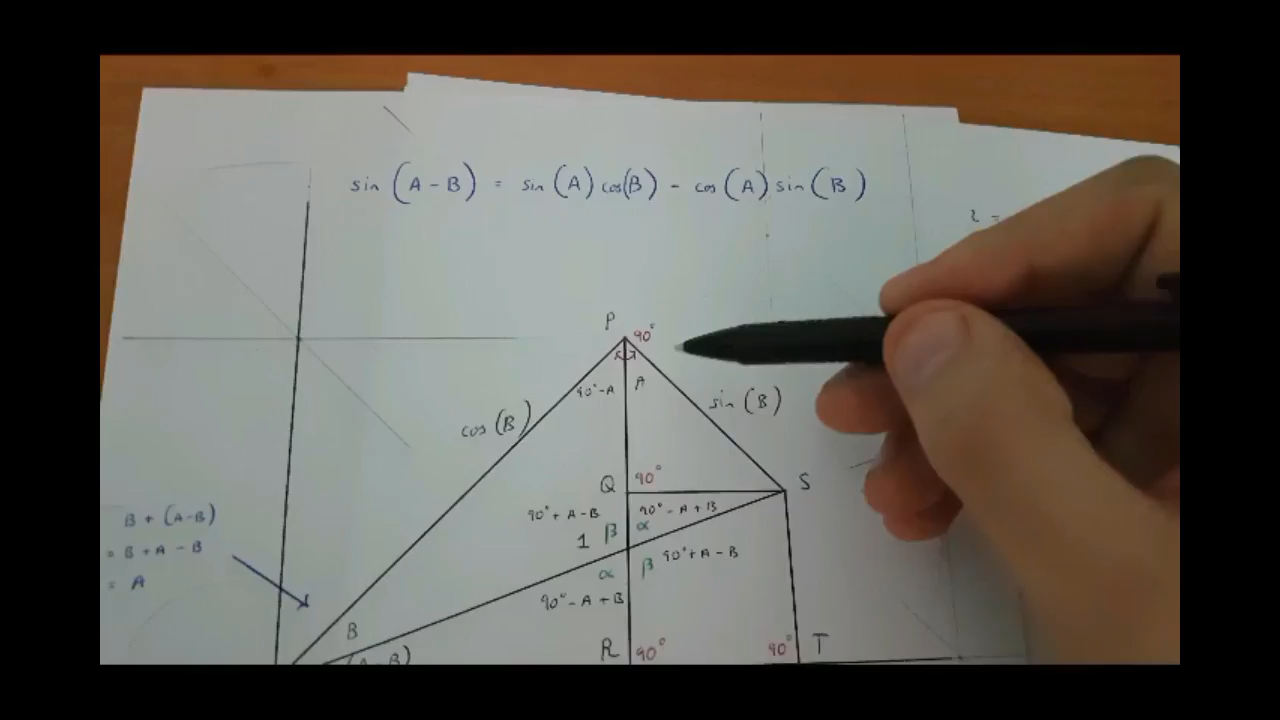 sin (A - B) = sin (A) cos(B) - cos (A) sin (B)
P
90°
90°-A
A
cos (B)
sin (B)
Q
90°
S
90°+A-B
90°-A+B
1
β
α
α
β
90°+A-B
90°-A+B
B + (A-B)
= B + A - B
= A
B
(A-B)
R
90°
90°
T